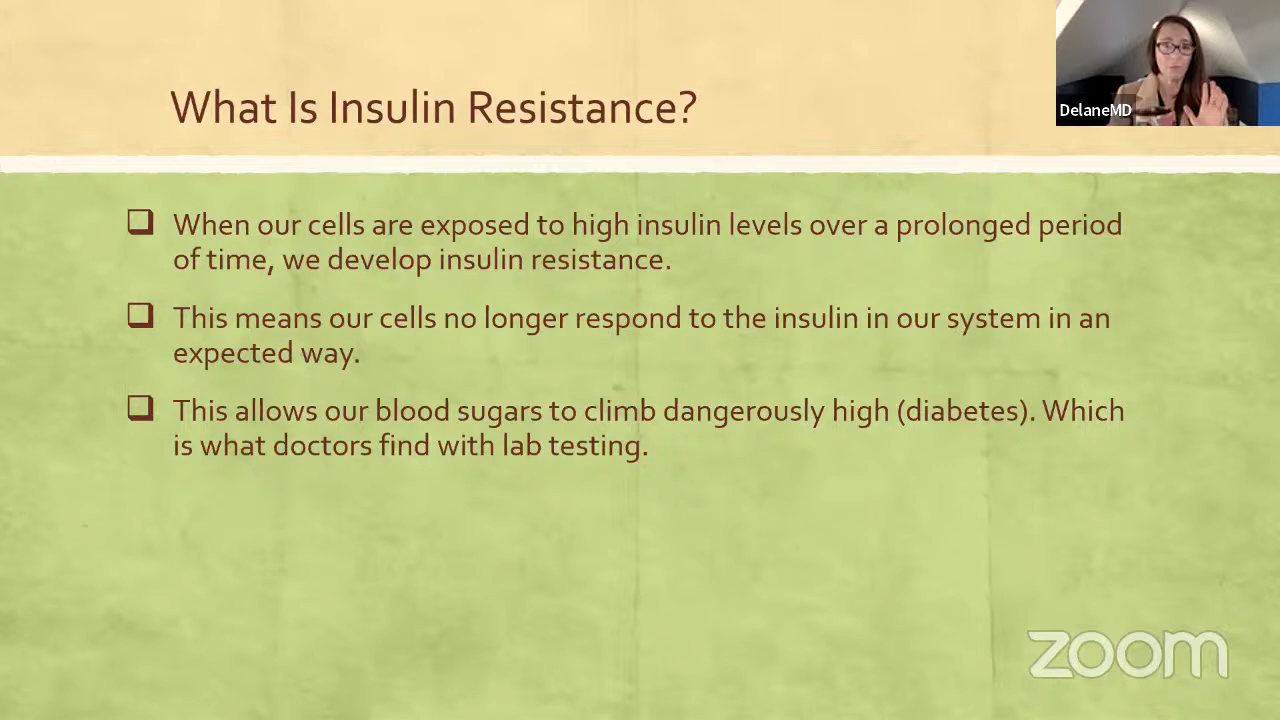 What Is Insulin Resistance?
DelaneMD
When our cells are exposed to high insulin levels over a prolonged period
of time, we develop insulin resistance.
This means our cells no longer respond to the insulin in our system in an
expected way.
This allows our blood sugars to climb dangerously high (diabetes). Which
is what doctors find with lab testing.
zoom